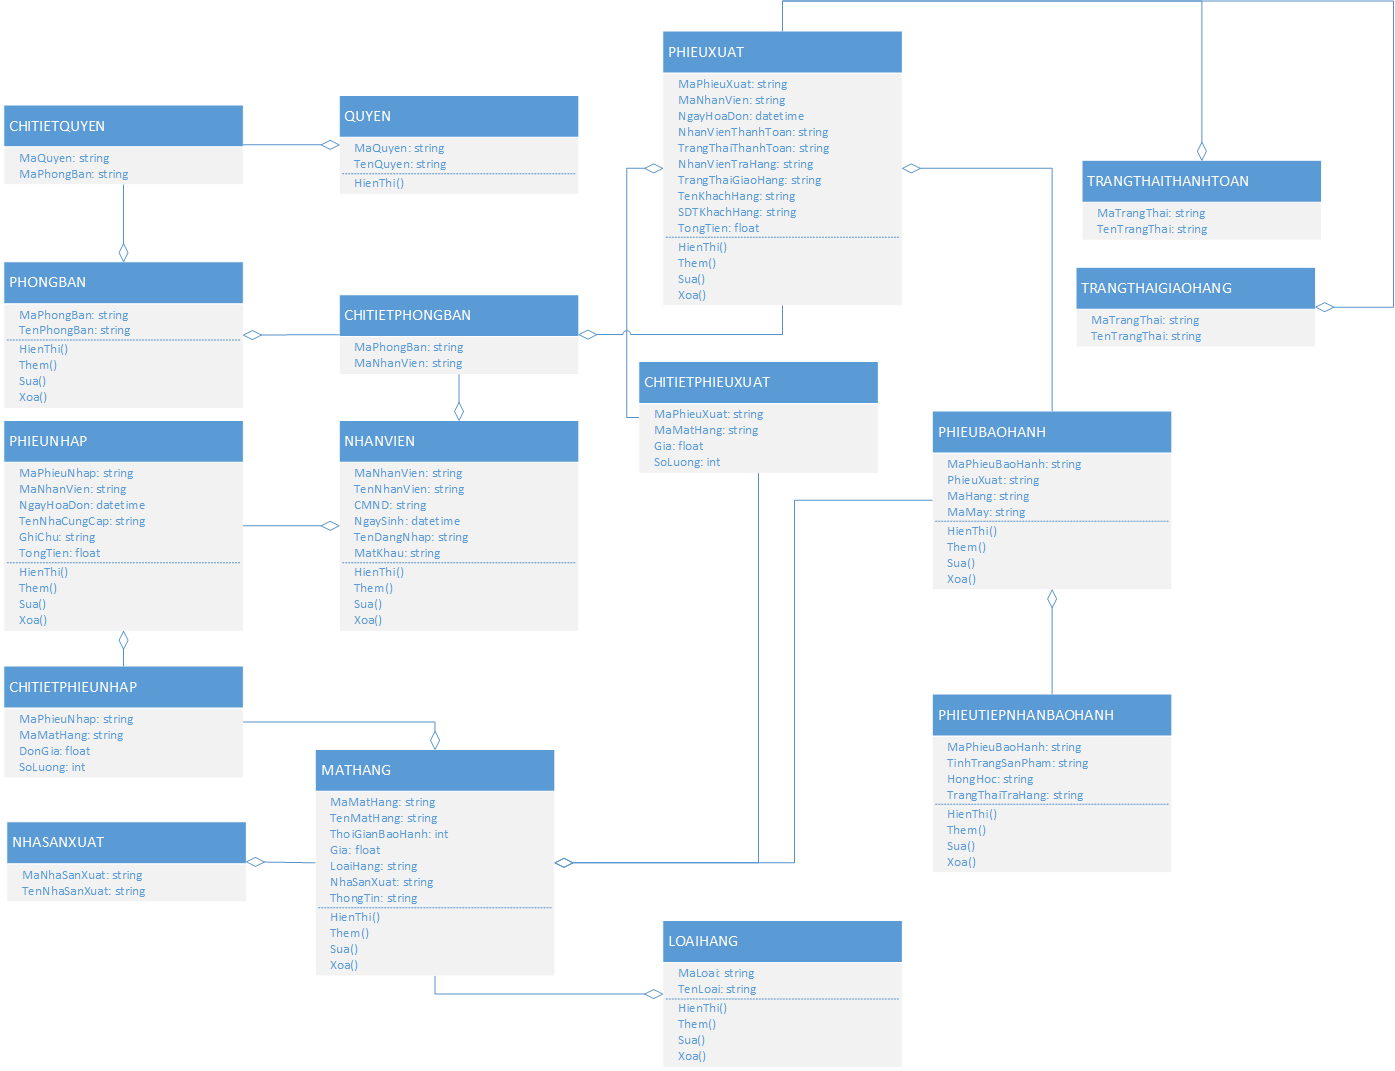 PHIEUXUAT
MaPhieuXuat: string
MaNhanVien: string
NgayHoaDon: datetime
NhanVienThanhToan: string
TrangThaiThanhToan: string
NhanVienTraHang: string
TrangThaiGiaoHang: string
TenKhachHang: string
SDTKhachHang: string
TongTien: float
HienThi()
Them()
Sua()
Xoa()
CHITIETQUYEN
MaQuyen: string
MaPhongBan: string
QUYEN
MaQuyen: string
TenQuyen: string
HienThi()
TRANGTHAITHANHTOAN
MaTrangThai: string
TenTrangThai: string
TRANGTHAIGIAOHANG
MaTrangThai: string
TenTrangThai: string
PHONGBAN
MaPhongBan: string
TenPhongBan: string
HienThi()
Them()
Sua()
Xoa()
CHITIETPHONGBAN
MaPhongBan: string
MaNhanVien: string
CHITIETPHIEUXUAT
MaPhieuXuat: string
MaMatHang: string
Gia: float
SoLuong: int
PHIEUNHAP
MaPhieuNhap: string
MaNhanVien: string
NgayHoaDon: datetime
TenNhaCungCap: string
GhiChu: string
TongTien: float
HienThi()
Them()
Sua()
Xoa()
NHANVIEN
MaNhanVien: string
TenNhanVien: string
CMND: string
NgaySinh: datetime
TenDangNhap: string
MatKhau: string
HienThi()
Them()
Sua()
Xoa()
PHIEUBAOHANH
MaPhieuBaoHanh: string
PhieuXuat: string
MaHang: string
MaMay: string
HienThi()
Them()
Sua()
Xoa()
CHITIETPHIEUNHAP
MaPhieuNhap: string
MaMatHang: string
DonGia: float
SoLuong: int
MATHANG
MaMatHang: string
TenMatHang: string
ThoiGianBaoHanh: int
Gia: float
LoaiHang: string
NhaSanXuat: string
ThongTin: string
HienThi()
Them()
Sua()
Xoa()
PHIEUTIEPNHANBAOHANH
MaPhieuBaoHanh: string
TinhTrangSanPham: string
HongHoc: string
TrangThaiTraHang: string
HienThi()
Them()
Sua()
Xoa()
NHASANXUAT
MaNhaSanXuat: string
TenNhaSanXuat: string
LOAIHANG
MaLoai: string
TenLoai: string
HienThi()
Them()
Sua()
Xoa()